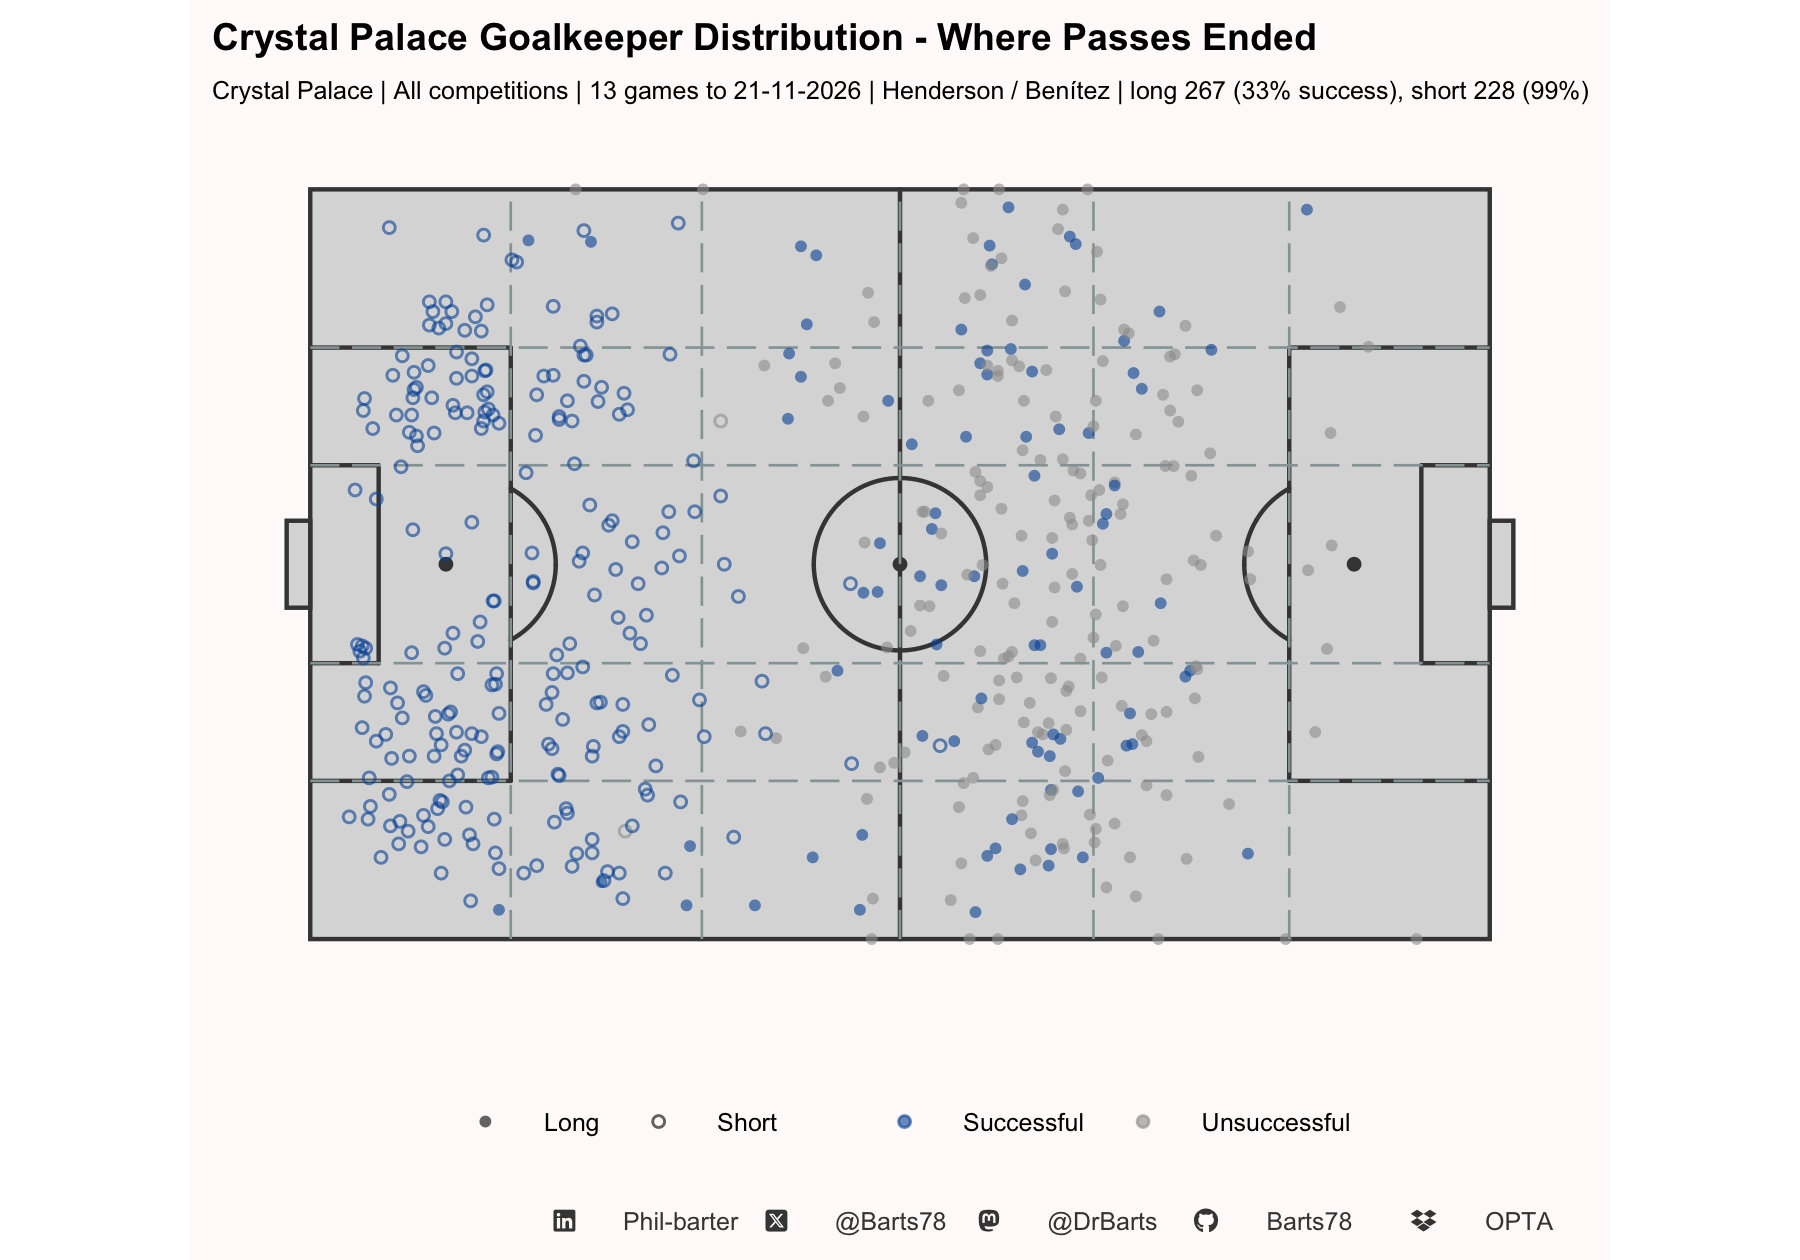 Crystal Palace Goalkeeper Distribution - Where Passes Ended
Crystal Palace | All competitions | 13 games to 21-11-2026 | Henderson / Benítez | long 267 (33% success), short 228 (99%)
Long Short Successful Unsuccessful
Phil-barter @Barts78 @DrBarts Barts78 OPTA